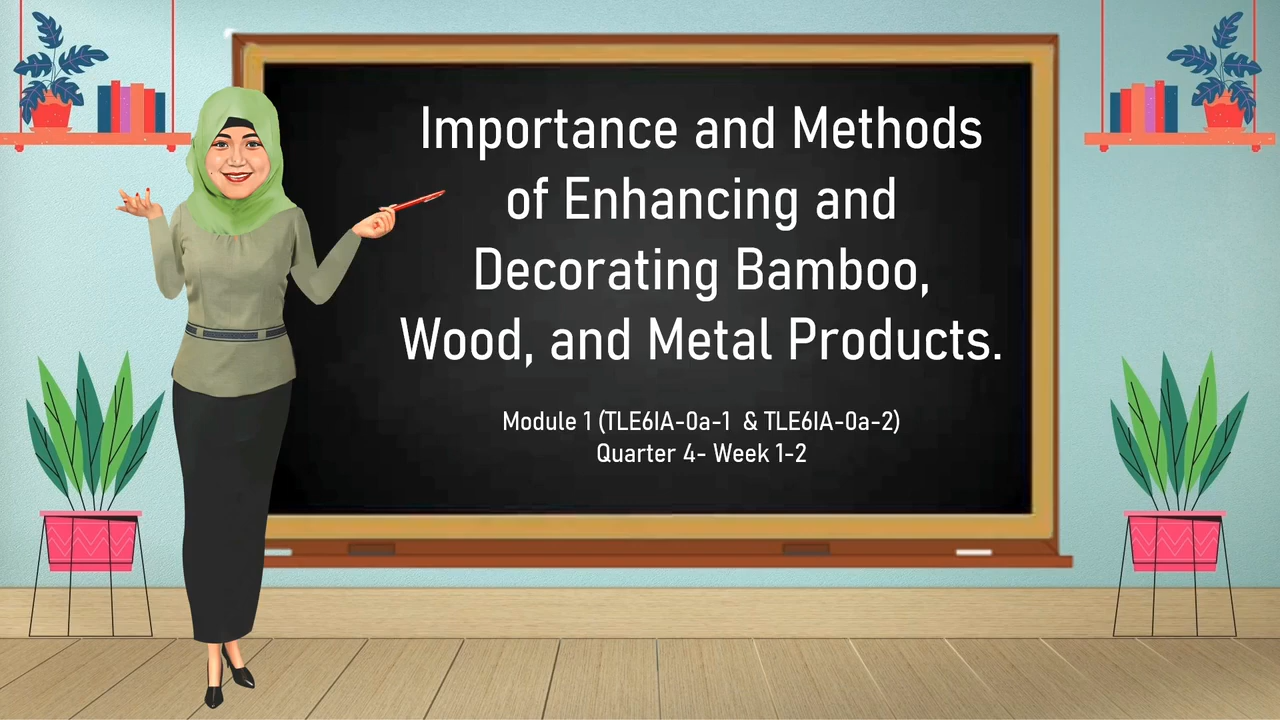 Importance and Methods
of Enhancing and
Decorating Bamboo,
Wood, and Metal Products.
Module 1 (TLE6IA-0a-1 & TLE6IA-0a-2)
Quarter 4- Week 1-2